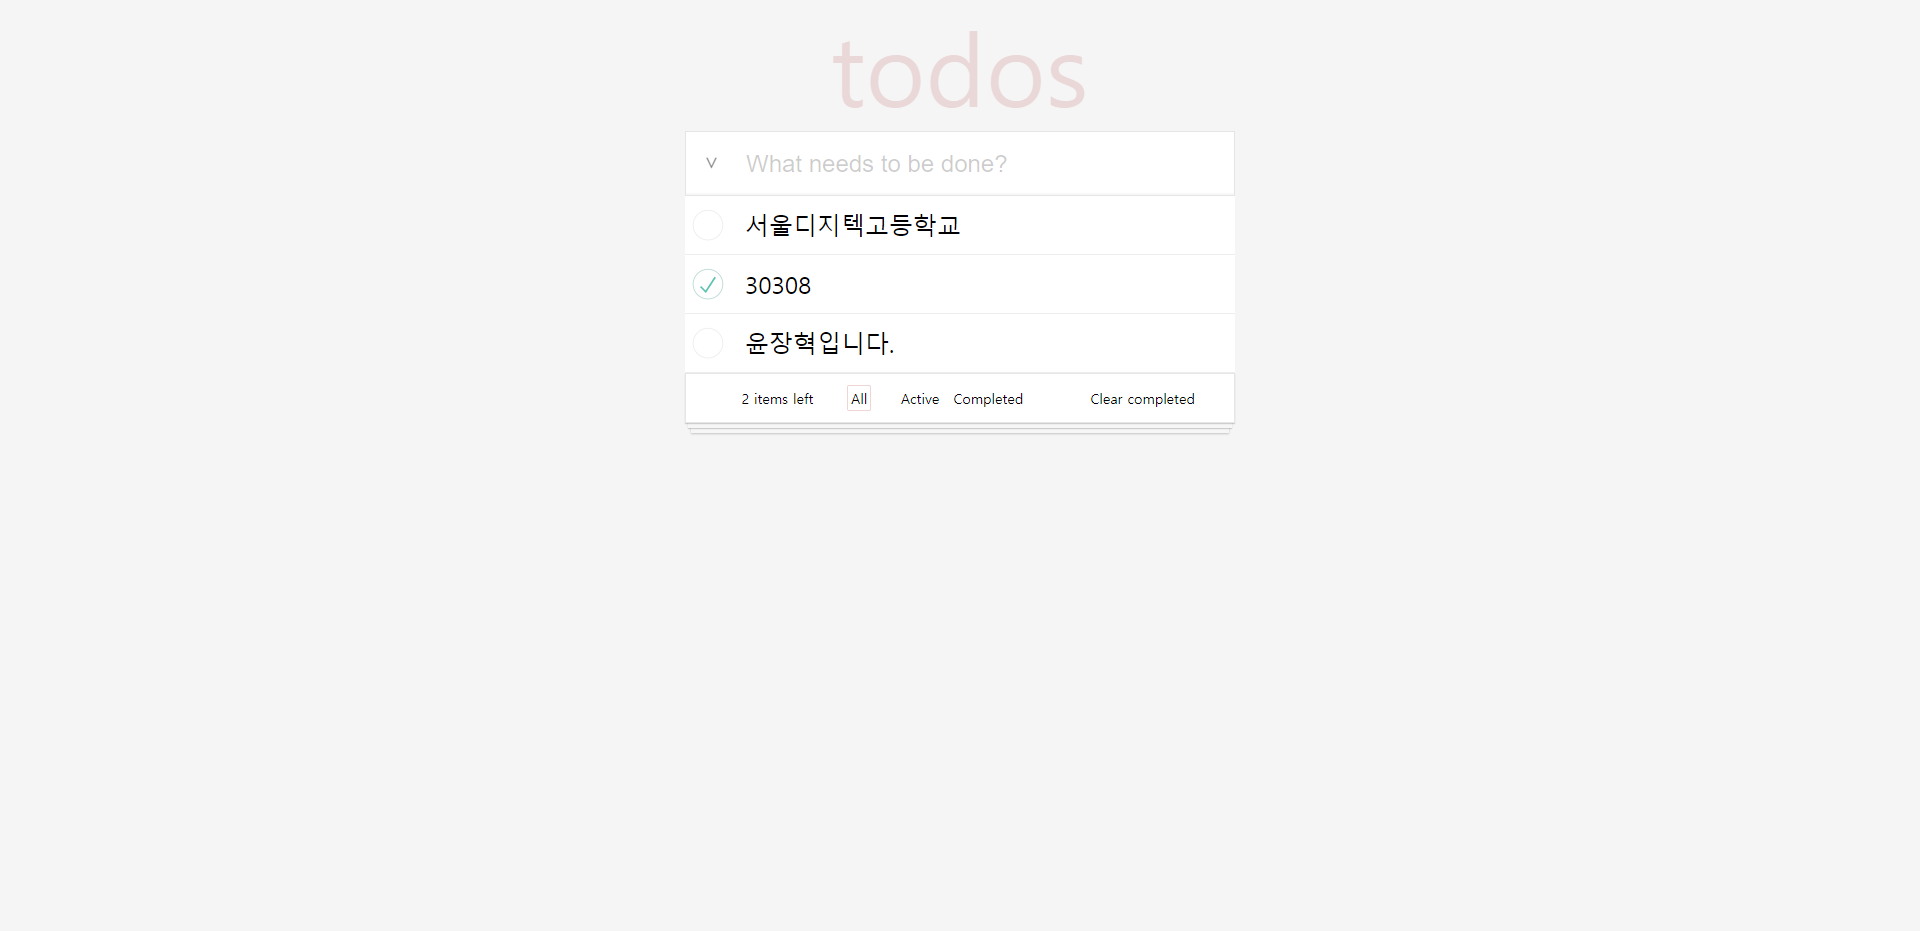 todos
What needs to be done?
서울디지텍고등학교
30308
윤장혁입니다.
2 items left All Active Completed Clear completed